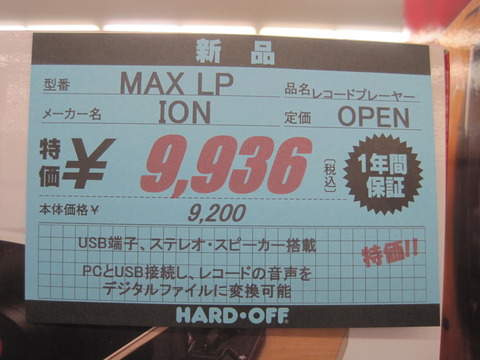 新品
型番 MAX LP 品名 レコードプレーヤー
メーカー名 ION 定価 OPEN
特価 ¥ 9,936 〔税込〕 1年間保証
本体価格¥ 9,200
USB端子、ステレオ・スピーカー搭載
特価!!
PCとUSB接続し、レコードの音声を
デジタルファイルに変換可能
HARD・OFF